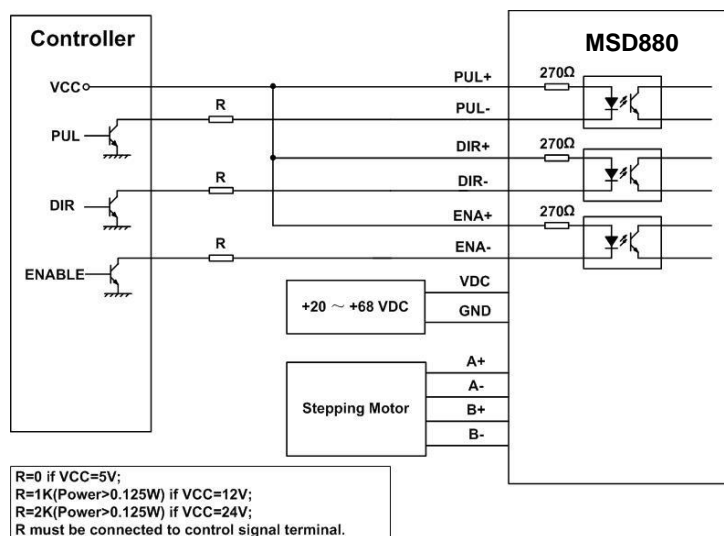 Controller
MSD880
VCC
PUL
DIR
ENABLE
R
R
R
PUL+
PUL-
DIR+
DIR-
ENA+
ENA-
VDC
GND
270Ω
270Ω
270Ω
+20 ~ +68 VDC
Stepping Motor
A+
A-
B+
B-
R=0 if VCC=5V;
R=1K(Power>0.125W) if VCC=12V;
R=2K(Power>0.125W) if VCC=24V;
R must be connected to control signal terminal.